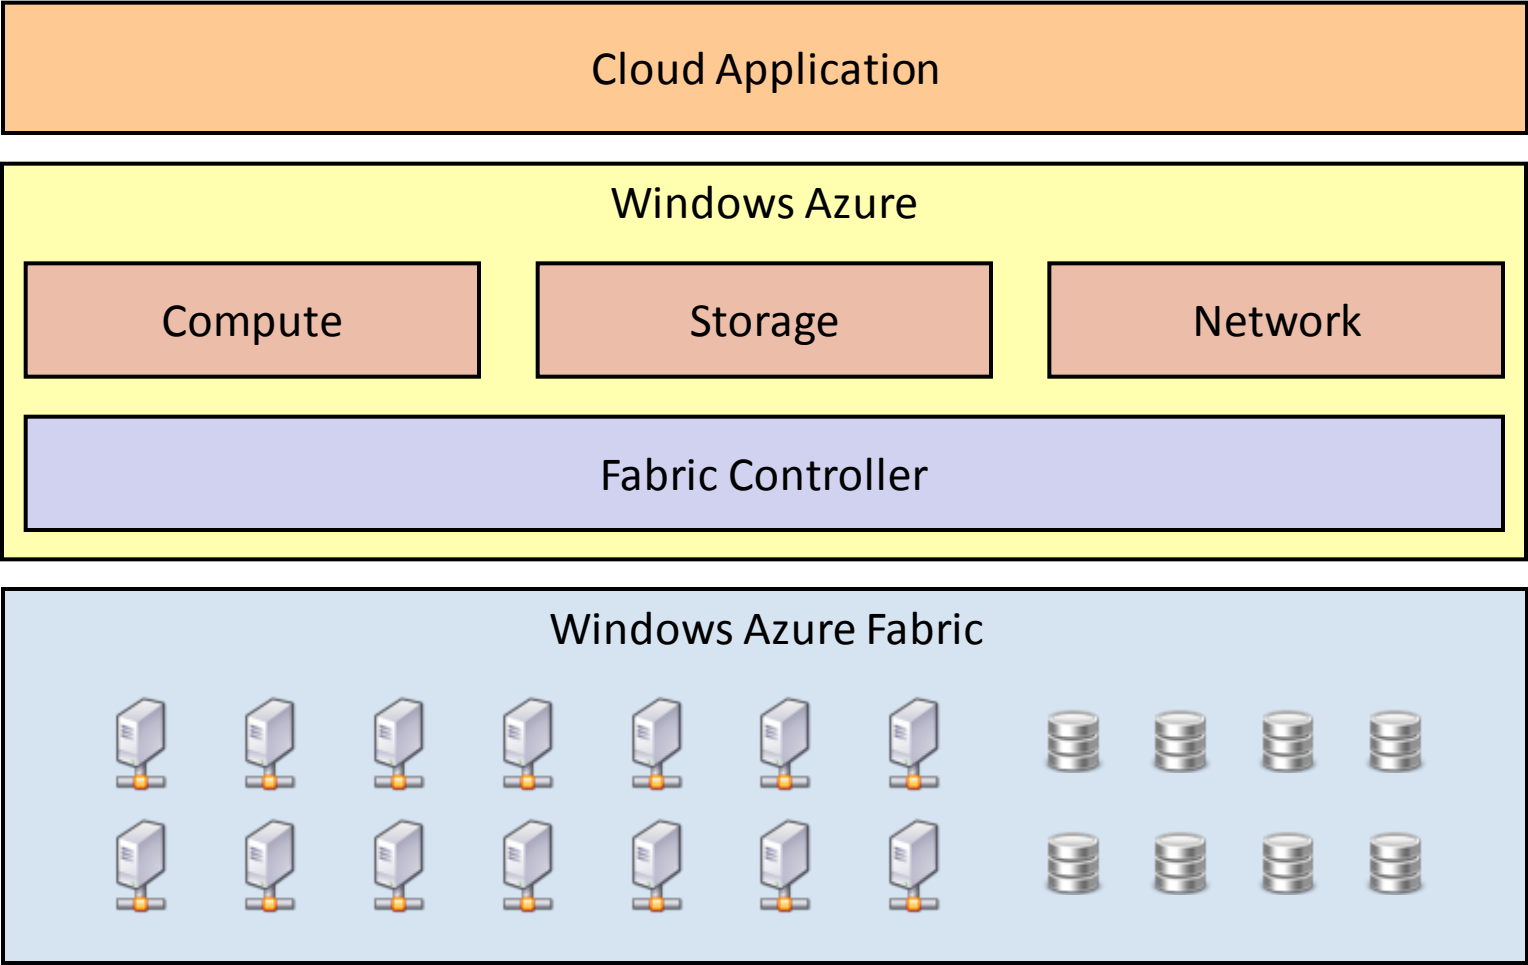 Cloud Application
Windows Azure
Compute
Storage
Network
Fabric Controller
Windows Azure Fabric